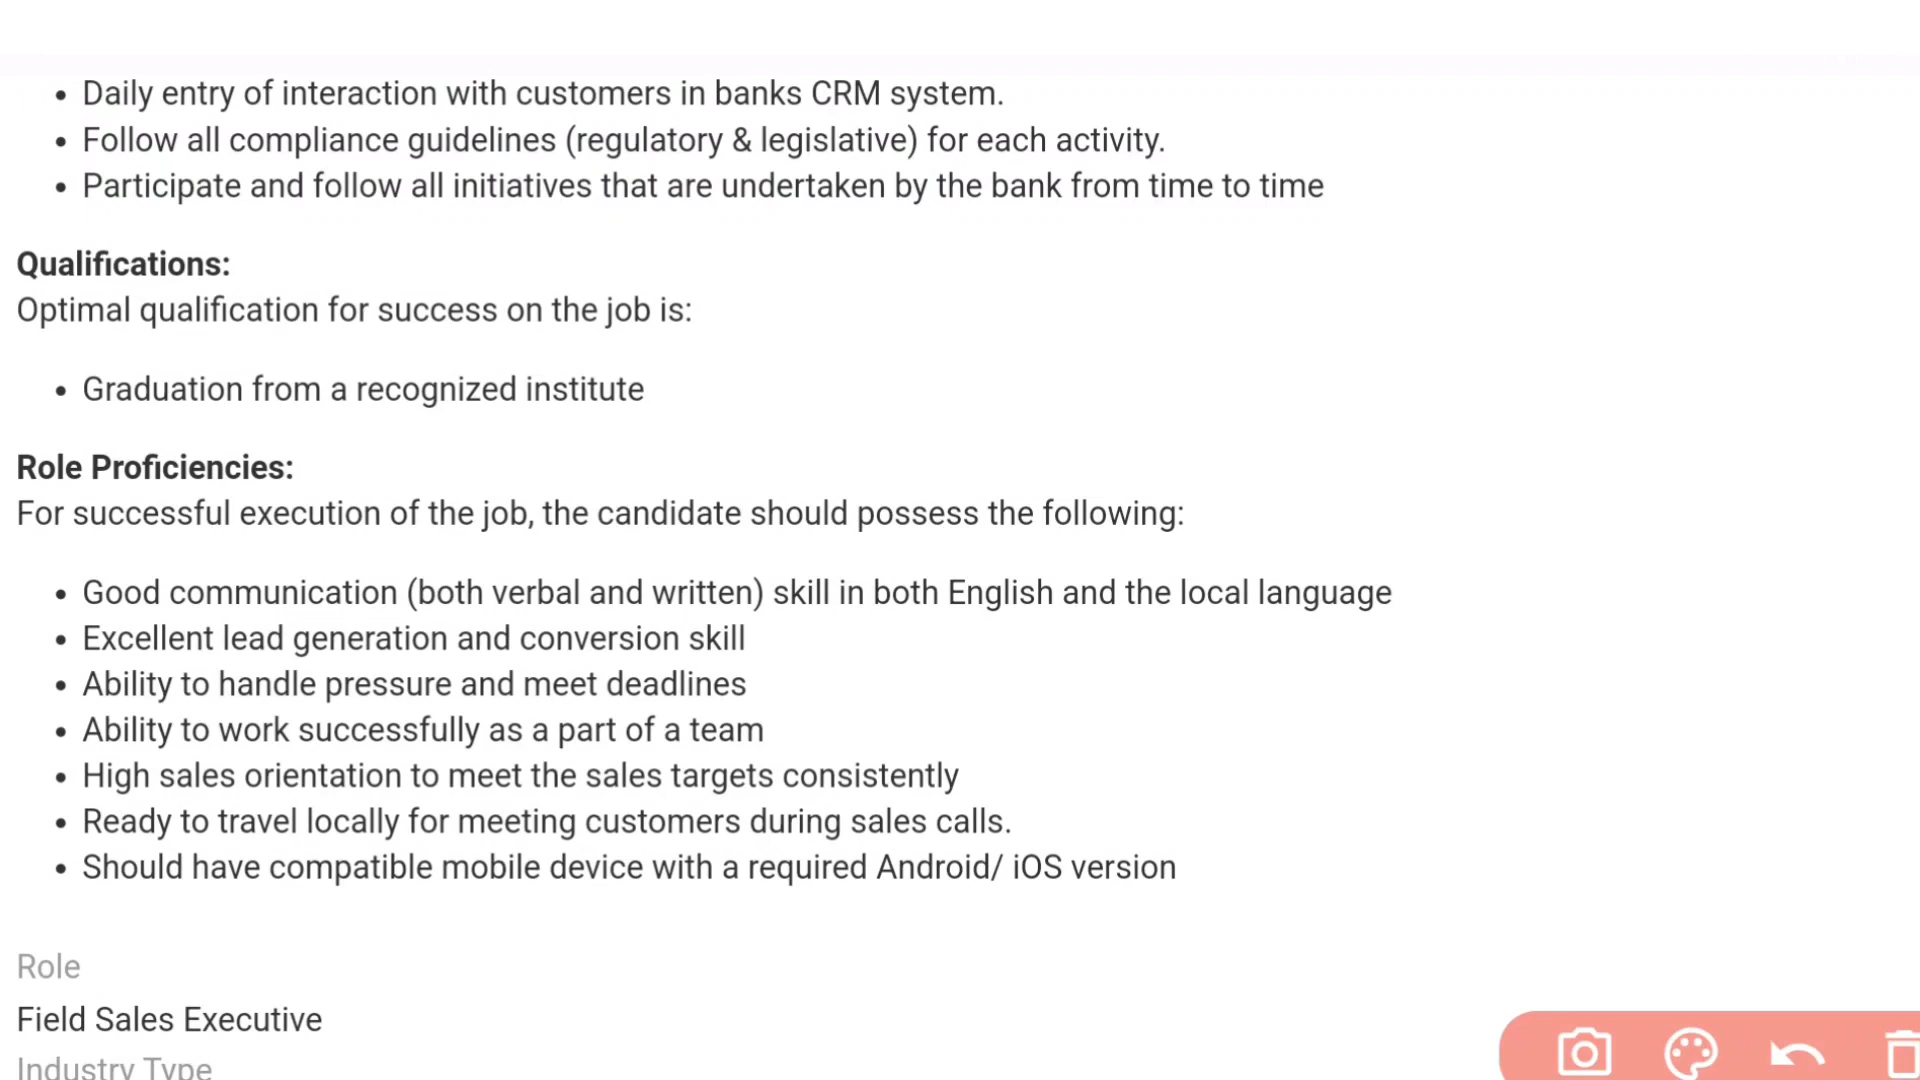 • Daily entry of interaction with customers in banks CRM system.
• Follow all compliance guidelines (regulatory & legislative) for each activity.
• Participate and follow all initiatives that are undertaken by the bank from time to time
Qualifications:
Optimal qualification for success on the job is:
• Graduation from a recognized institute
Role Proficiencies:
For successful execution of the job, the candidate should possess the following:
• Good communication (both verbal and written) skill in both English and the local language
• Excellent lead generation and conversion skill
• Ability to handle pressure and meet deadlines
• Ability to work successfully as a part of a team
• High sales orientation to meet the sales targets consistently
• Ready to travel locally for meeting customers during sales calls.
• Should have compatible mobile device with a required Android/ iOS version
Role
Field Sales Executive
Industry Type